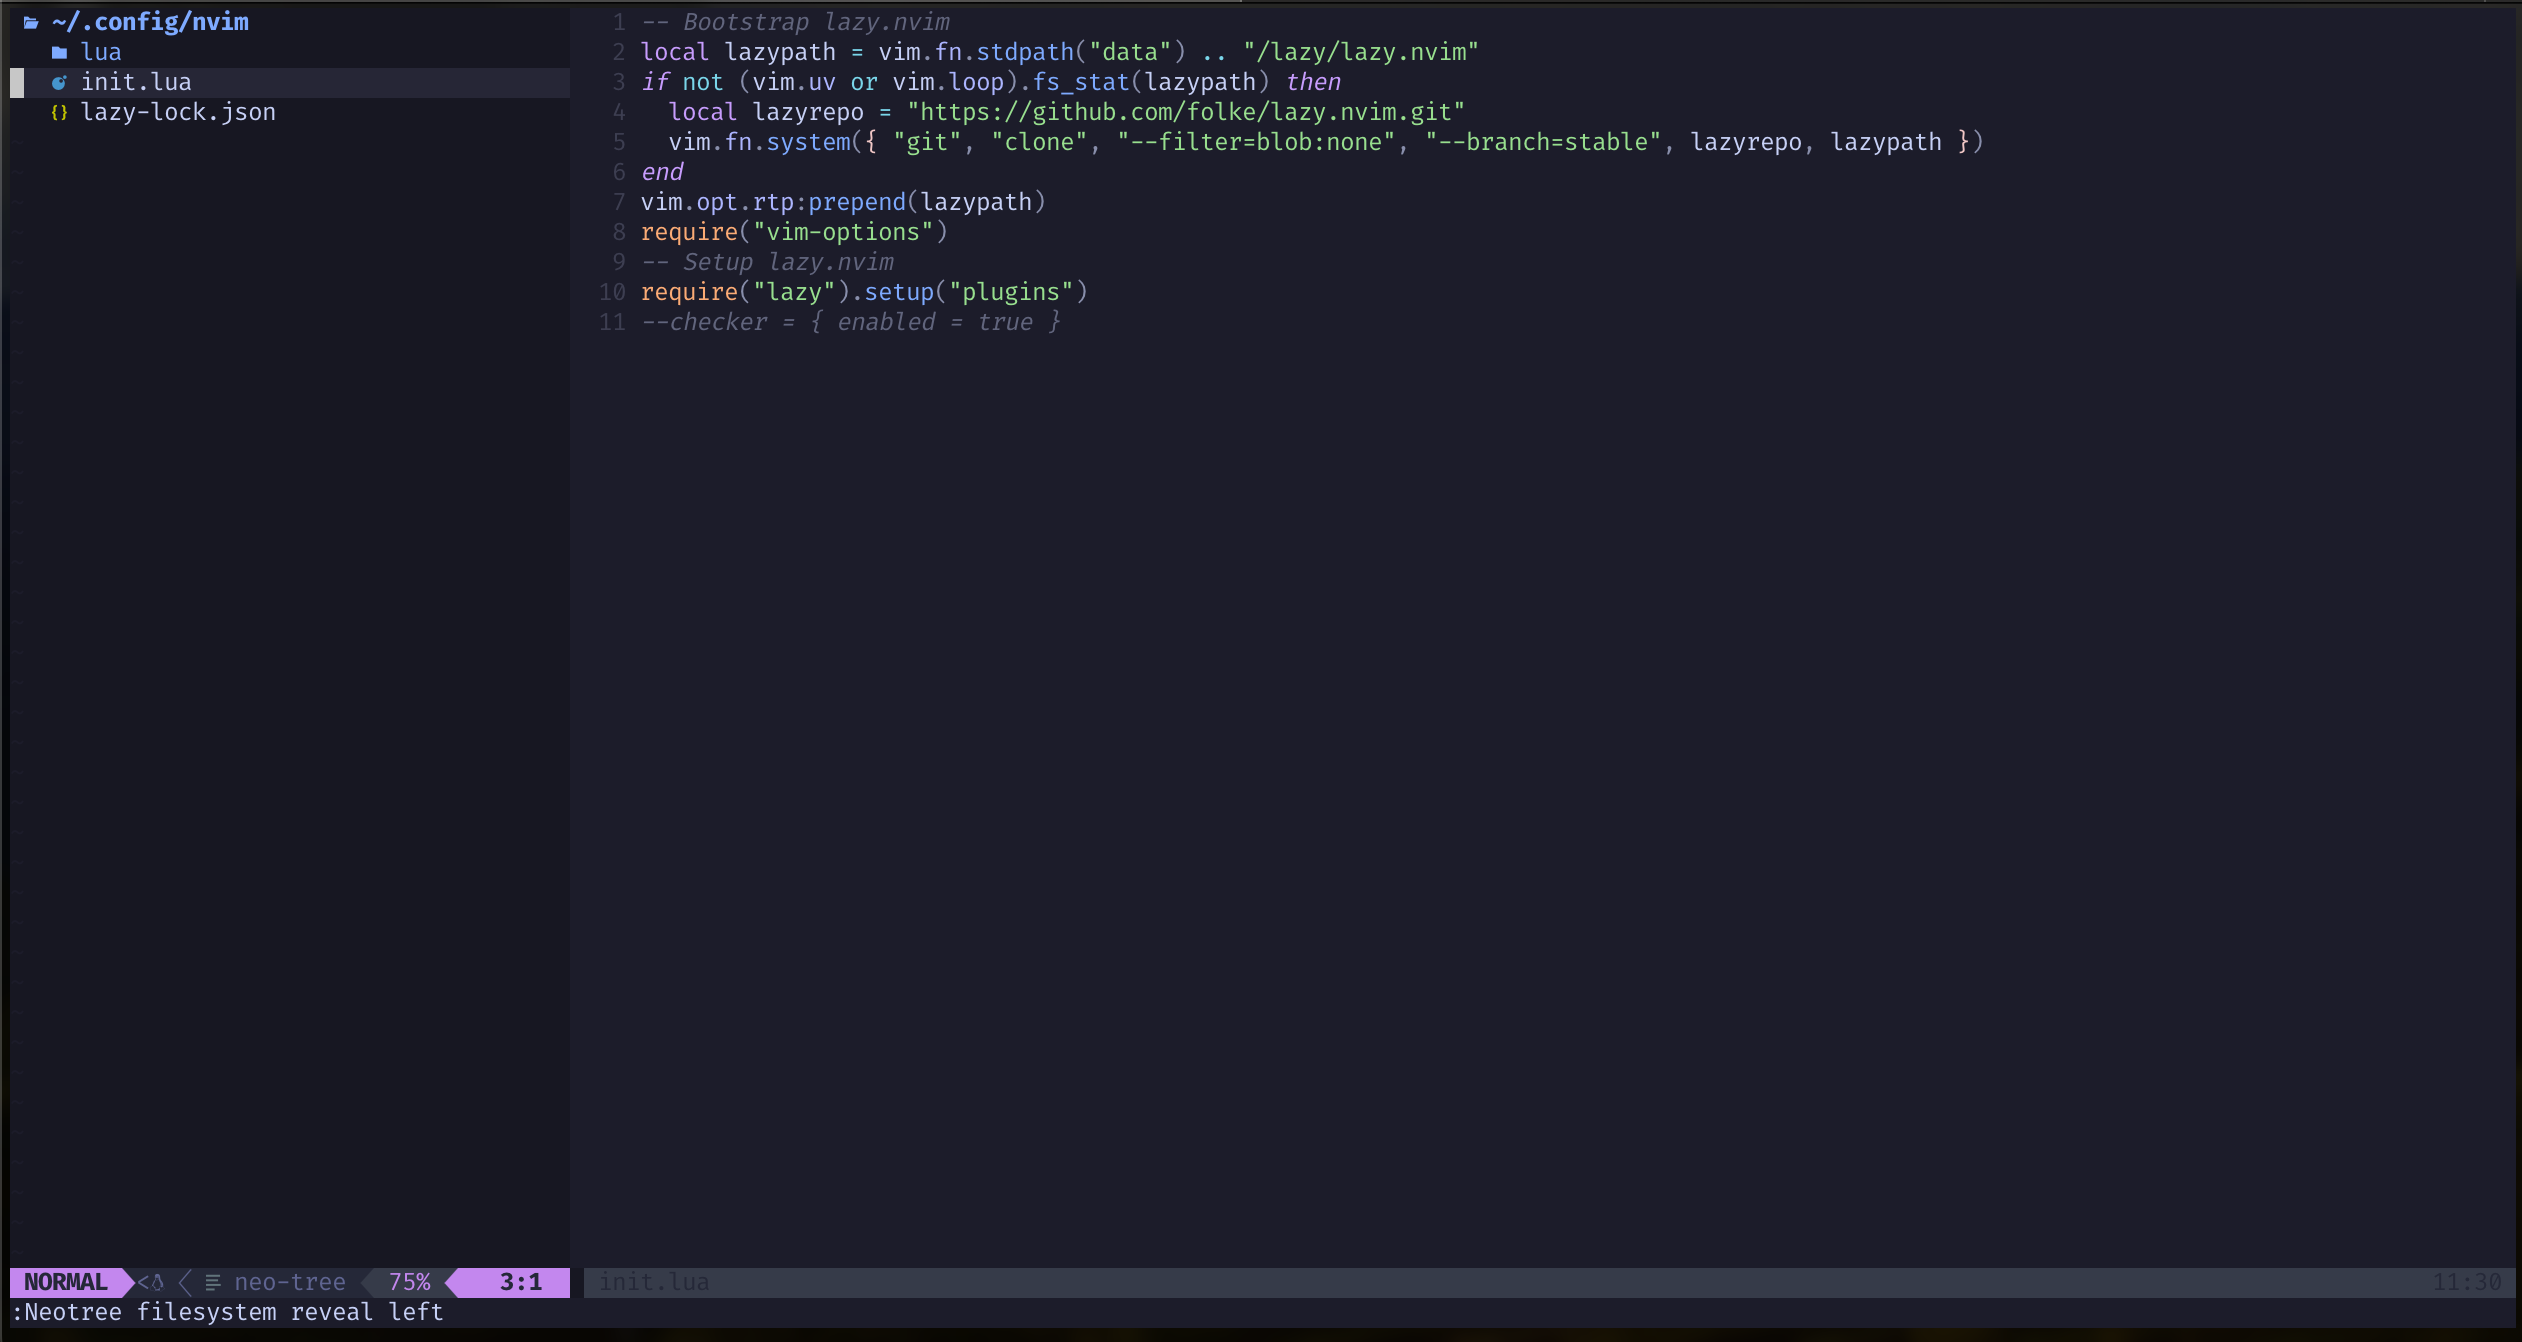 ~/.config/nvim
lua
init.lua
{} lazy-lock.json
1 -- Bootstrap lazy.nvim
2 local lazypath = vim.fn.stdpath("data") .. "/lazy/lazy.nvim"
3 if not (vim.uv or vim.loop).fs_stat(lazypath) then
4   local lazyrepo = "https://github.com/folke/lazy.nvim.git"
5   vim.fn.system({ "git", "clone", "--filter=blob:none", "--branch=stable", lazyrepo, lazypath })
6 end
7 vim.opt.rtp:prepend(lazypath)
8 require("vim-options")
9 -- Setup lazy.nvim
10 require("lazy").setup("plugins")
11 --checker = { enabled = true }
NORMAL < neo-tree 75% 3:1
init.lua 11:30
:Neotree filesystem reveal left